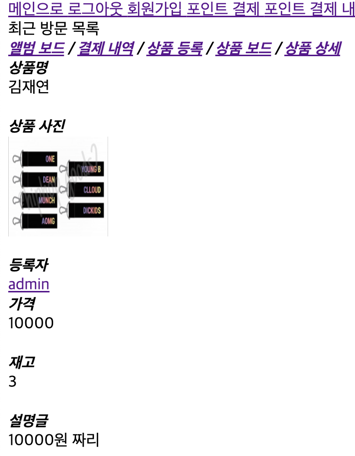 메인으로 로그아웃 회원가입 포인트 결제 포인트 결제 내
최근 방문 목록
앨범 보드 / 결제 내역 / 상품 등록 / 상품 보드 / 상품 상세
상품명
김재연
상품 사진
ONE
YOUNG B
DEAN
CLLOUD
MUNCH
DICKIDS
ADMG
등록자
admin
가격
10000
재고
3
설명글
10000원 짜리